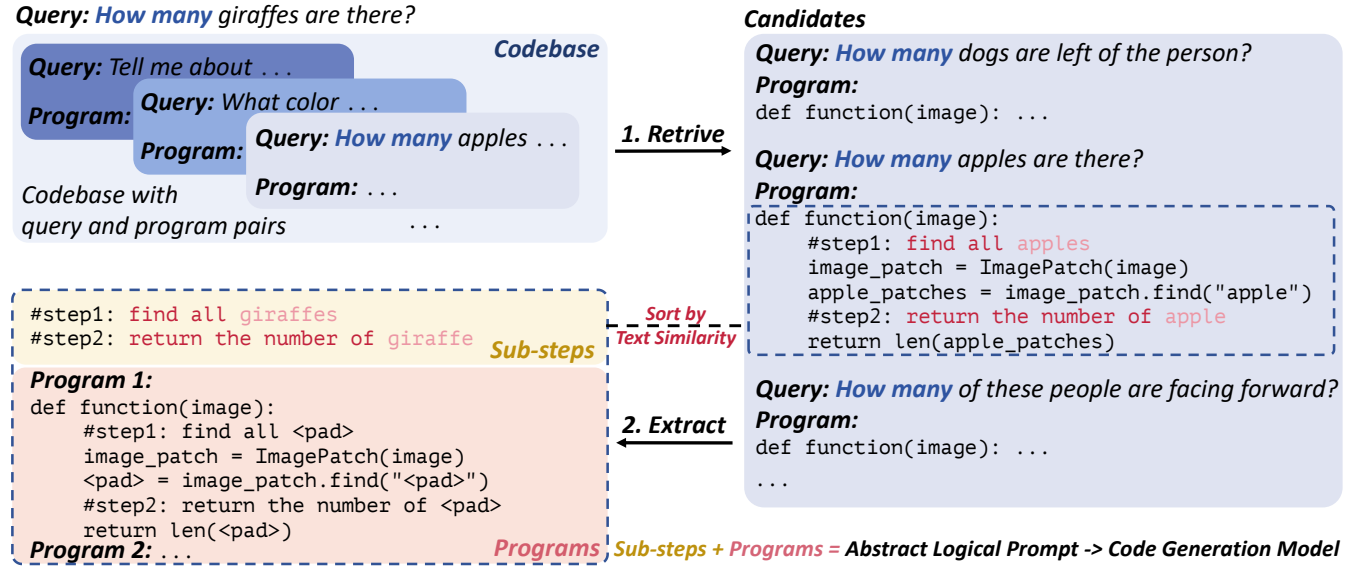 Query: How many giraffes are there?
Codebase
Query: Tell me about ...
Program:
Query: What color ...
Program:
Query: How many apples ...
Program: ...
Codebase with
query and program pairs
...
1. Retrive
Candidates
Query: How many dogs are left of the person?
Program:
def function(image): ...
Query: How many apples are there?
Program:
def function(image):
#step1: find all apples
image_patch = ImagePatch(image)
apple_patches = image_patch.find("apple")
#step2: return the number of apple
return len(apple_patches)
Query: How many of these people are facing forward?
Program:
def function(image): ...
...
Sort by
Text Similarity
2. Extract
#step1: find all giraffes
#step2: return the number of giraffe
Sub-steps
Program 1:
def function(image):
#step1: find all <pad>
image_patch = ImagePatch(image)
<pad> = image_patch.find("<pad>")
#step2: return the number of <pad>
return len(<pad>)
Program 2: ...
Programs
Sub-steps + Programs = Abstract Logical Prompt -> Code Generation Model